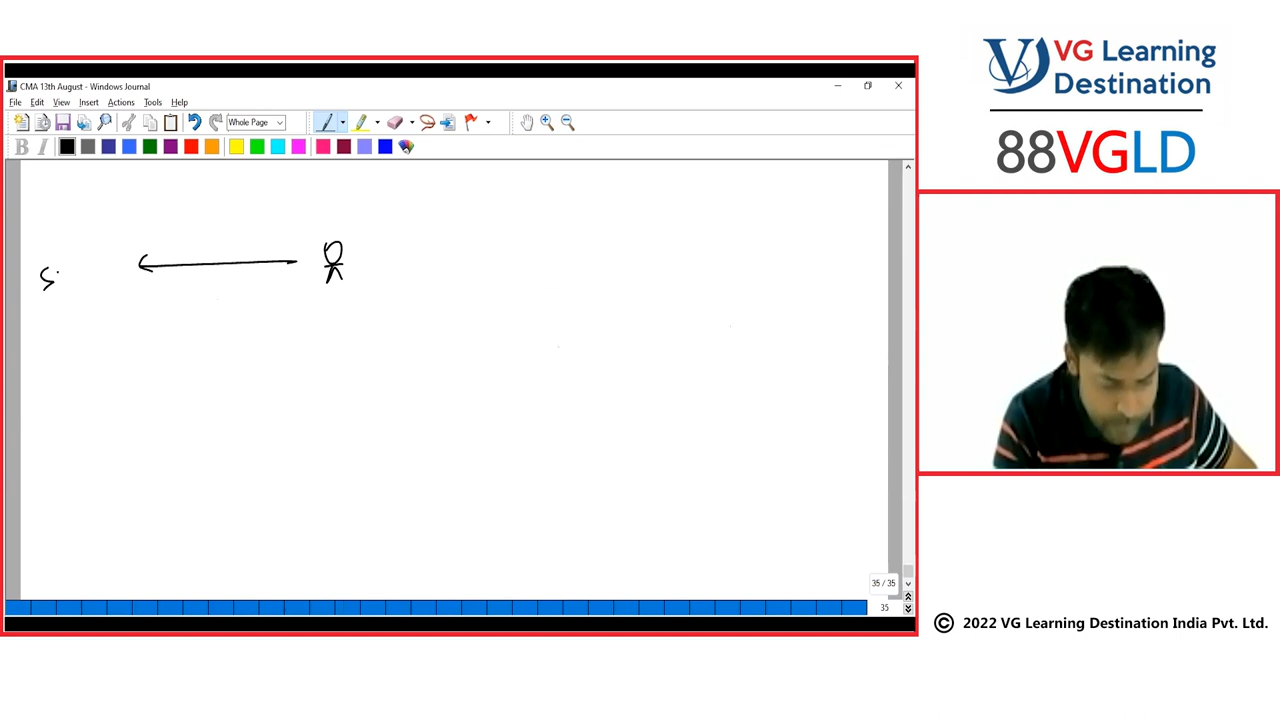 VG Learning
Destination
88VGLD
CMA 13th August - Windows Journal
File Edit View Insert Actions Tools Help
Whole Page
B I
S
35 / 35
35
© 2022 VG Learning Destination India Pvt. Ltd.